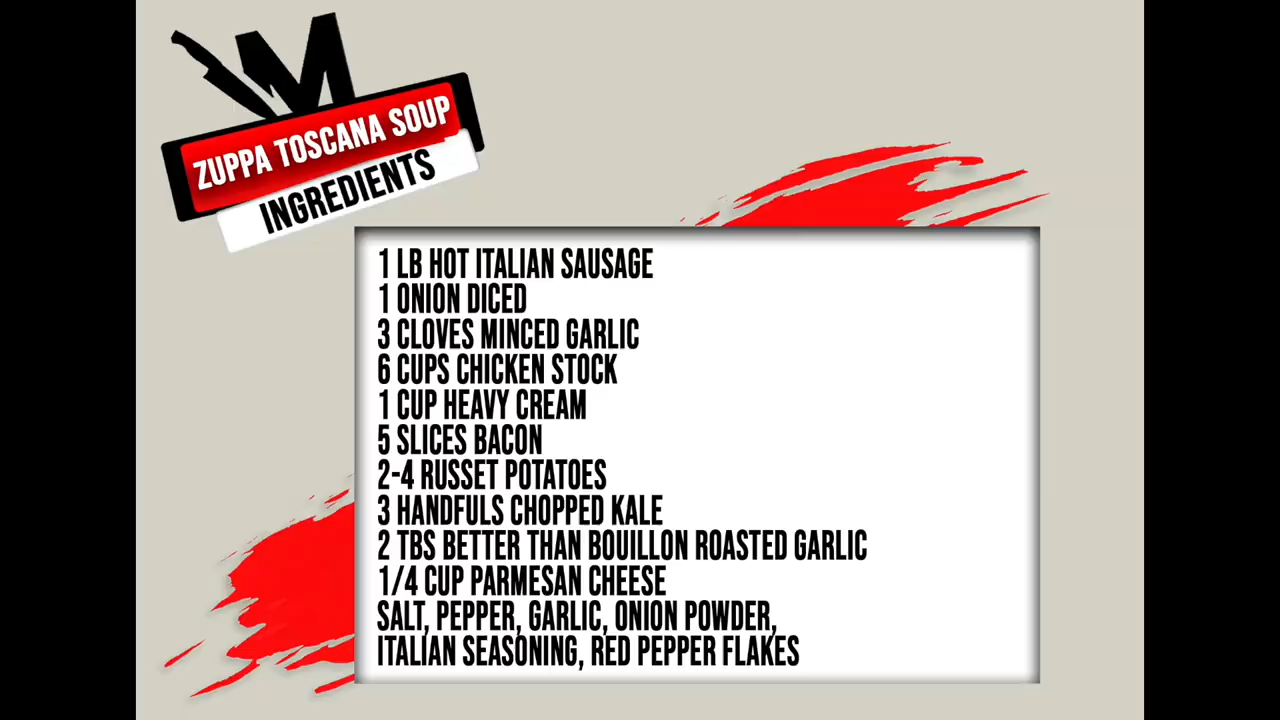 ZUPPA TOSCANA SOUP
INGREDIENTS
1 LB HOT ITALIAN SAUSAGE
1 ONION DICED
3 CLOVES MINCED GARLIC
6 CUPS CHICKEN STOCK
1 CUP HEAVY CREAM
5 SLICES BACON
2-4 RUSSET POTATOES
3 HANDFULS CHOPPED KALE
2 TBS BETTER THAN BOUILLON ROASTED GARLIC
1/4 CUP PARMESAN CHEESE
SALT, PEPPER, GARLIC, ONION POWDER,
ITALIAN SEASONING, RED PEPPER FLAKES